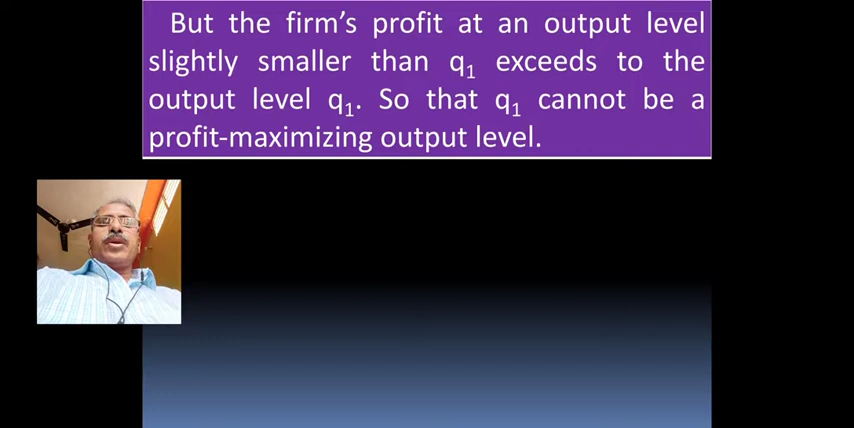 But the firm’s profit at an output level
slightly smaller than q₁ exceeds to the
output level q₁. So that q₁ cannot be a
profit-maximizing output level.